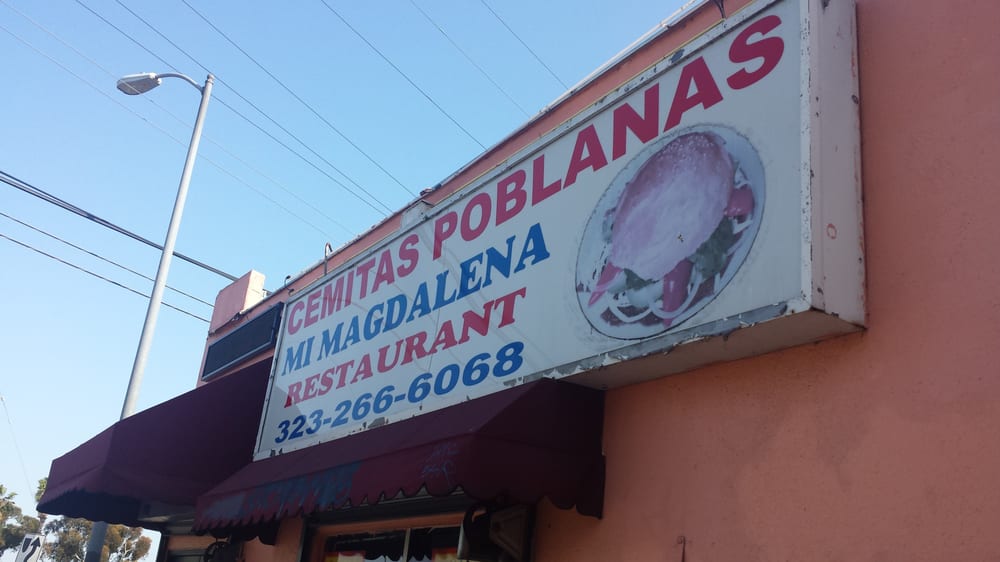 CEMITAS POBLANAS
MI MAGDALENA
RESTAURANT
323-266-6068